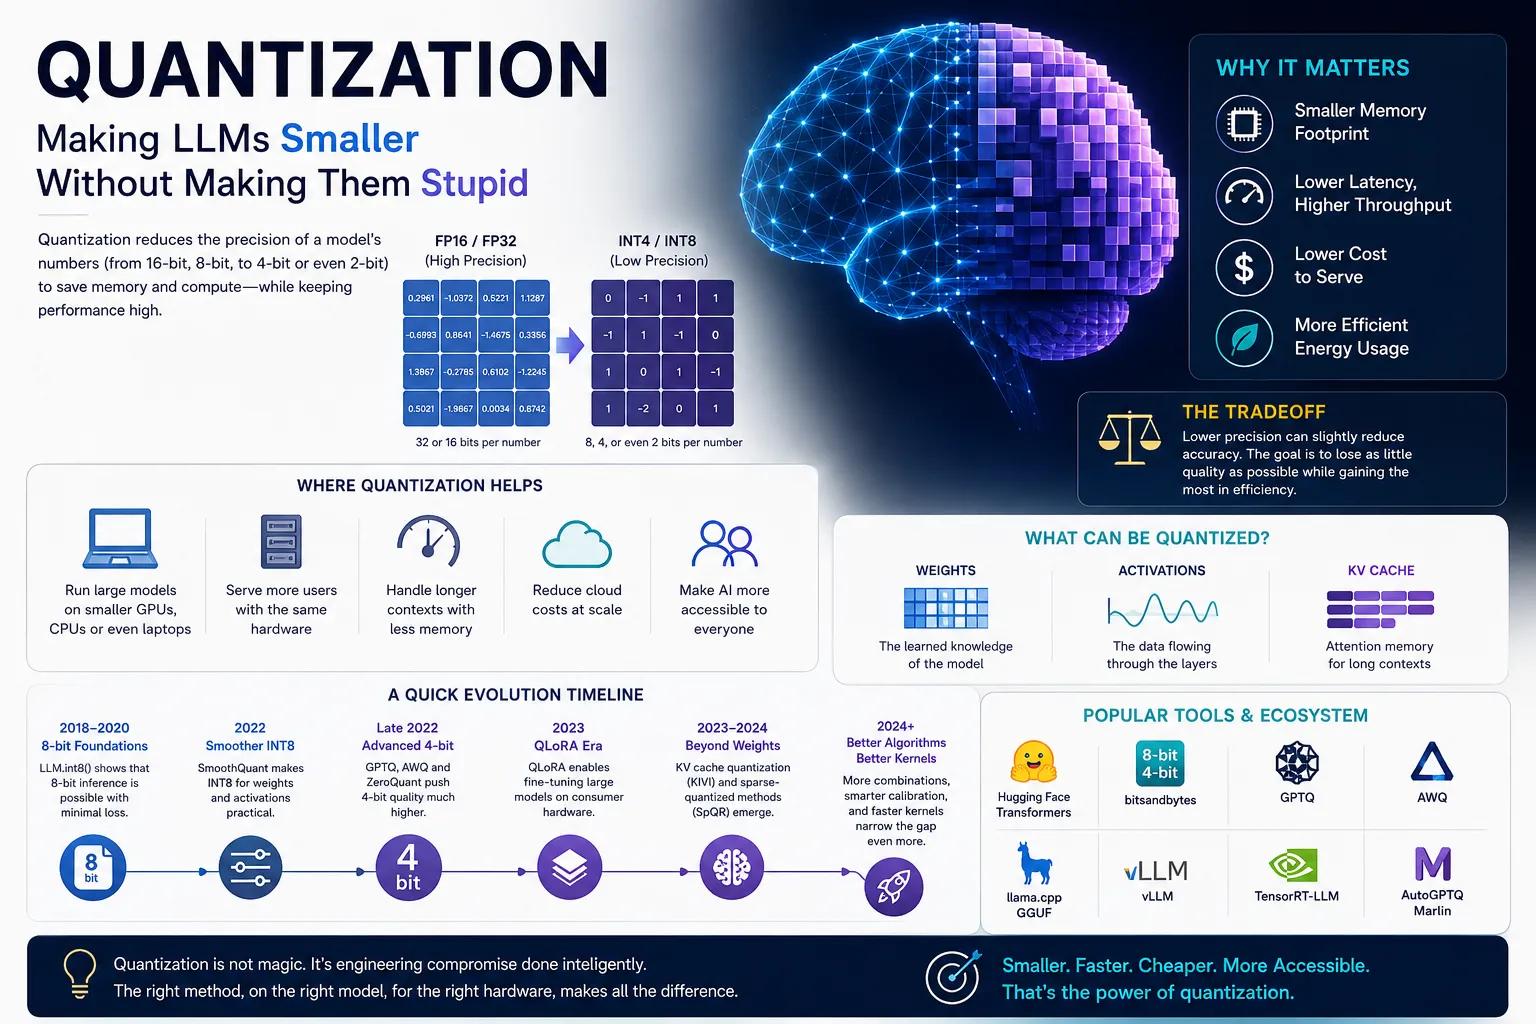 QUANTIZATION
Making LLMs Smaller
Without Making Them Stupid
Quantization reduces the precision of a model's
numbers (from 16-bit, 8-bit, to 4-bit or even 2-bit)
to save memory and compute—while keeping
performance high.
FP16 / FP32
(High Precision)
0.2961 -1.0372 0.5221 1.1287
-0.6993 0.8641 -1.4675 0.3356
1.3867 -0.2785 0.6102 -1.2245
0.5021 -1.9667 0.0034 0.8742
32 or 16 bits per number
INT4 / INT8
(Low Precision)
0 -1 1 1
-1 1 -1 0
1 0 1 -1
1 -2 0 1
8, 4, or even 2 bits per number
WHY IT MATTERS
Smaller Memory
Footprint
Lower Latency,
Higher Throughput
$
Lower Cost
to Serve
More Efficient
Energy Usage
THE TRADEOFF
Lower precision can slightly reduce
accuracy. The goal is to lose as little
quality as possible while gaining the
most in efficiency.
WHERE QUANTIZATION HELPS
Run large models
on smaller GPUs,
CPUs or even laptops
Serve more users
with the same
hardware
Handle longer
contexts with
less memory
Reduce cloud
costs at scale
Make AI more
accessible to
everyone
WHAT CAN BE QUANTIZED?
WEIGHTS
The learned knowledge
of the model
ACTIVATIONS
The data flowing
through the layers
KV CACHE
Attention memory
for long contexts
A QUICK EVOLUTION TIMELINE
2018–2020
8-bit Foundations
LLM.int8() shows that
8-bit inference is
possible with
minimal loss.
8
bit
2022
Smoother INT8
SmoothQuant makes
INT8 for weights
and activations
practical.
Late 2022
Advanced 4-bit
GPTQ, AWQ and
ZeroQuant push
4-bit quality much
higher.
4
bit
2023
QLoRA Era
QLoRA enables
fine-tuning large
models on consumer
hardware.
2023–2024
Beyond Weights
KV cache quantization
(KIVI) and sparse-
quantized methods
(SpQR) emerge.
2024+
Better Algorithms
Better Kernels
More combinations,
smarter calibration,
and faster kernels
narrow the gap
even more.
POPULAR TOOLS & ECOSYSTEM
Hugging Face
Transformers
8-bit
4-bit
bitsandbytes
GPTQ
AWQ
llama.cpp
GGUF
vLLM
vLLM
TensorRT-LLM
AutoGPTQ
Marlin
Quantization is not magic. It's engineering compromise done inteligently.
The right method, on the right model, for the right hardware, makes all the difference.
Smaller. Faster. Cheaper. More Accessible.
That's the power of quantization.